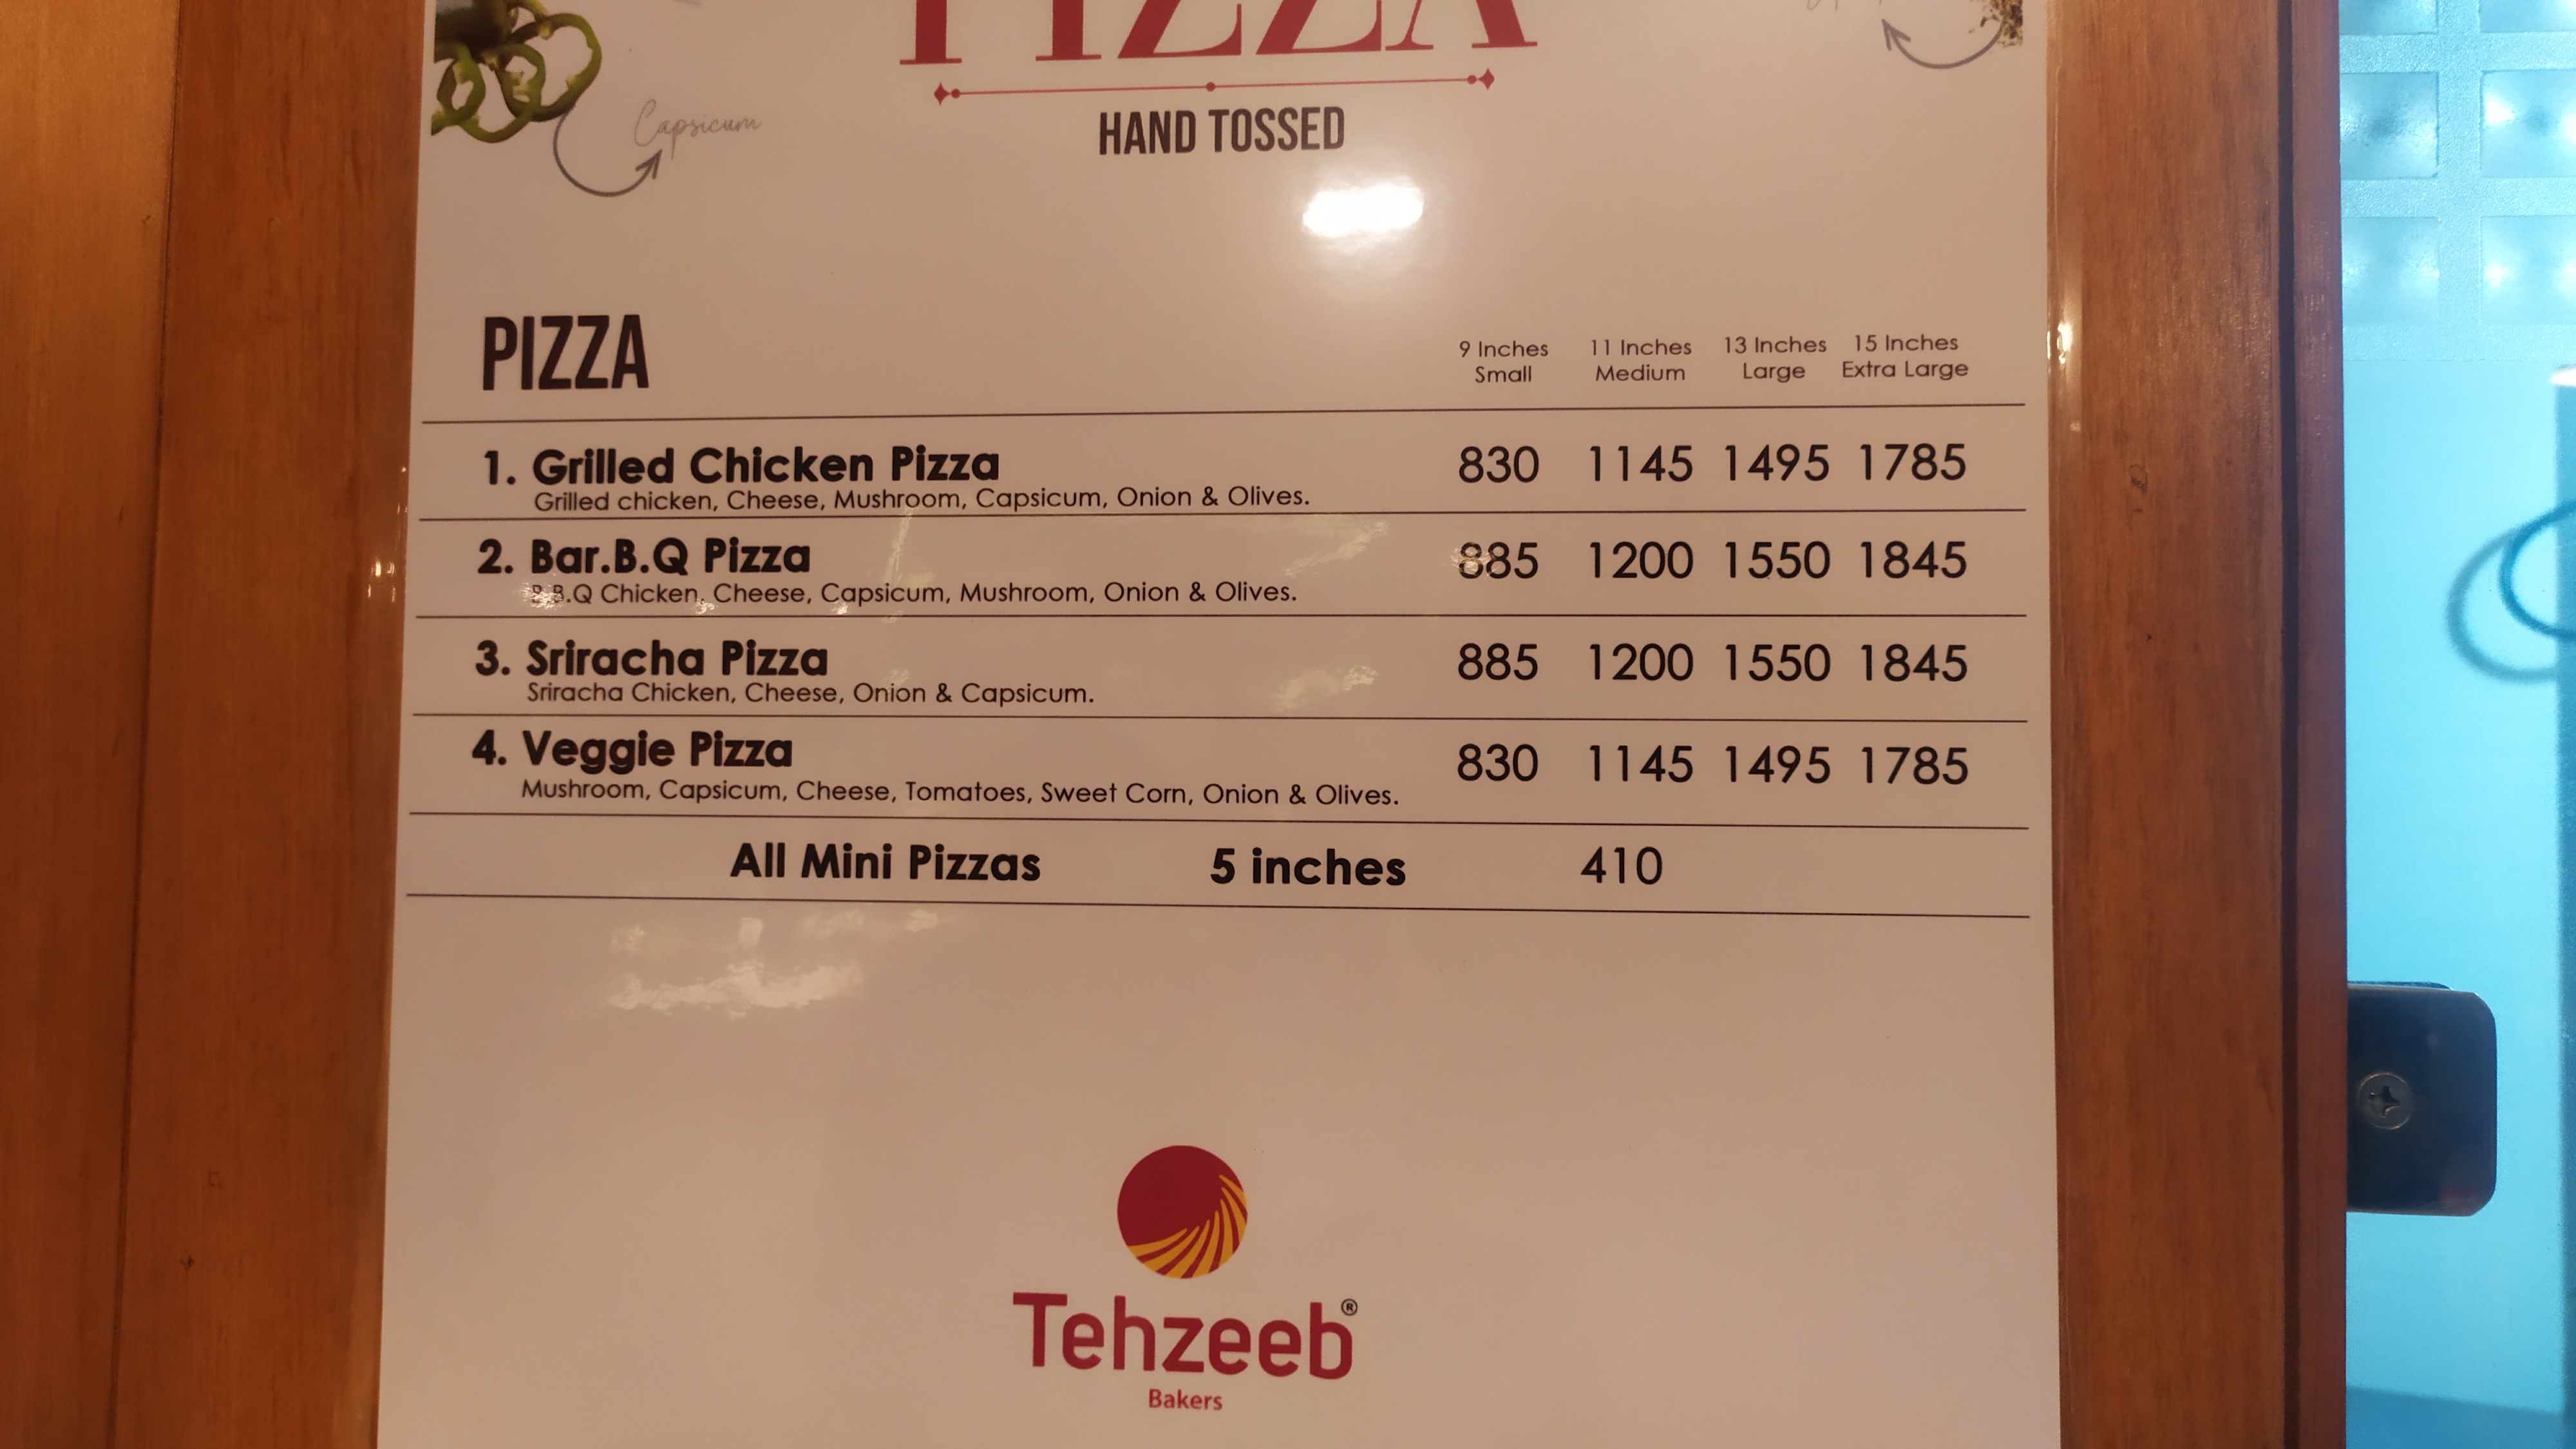 PIZZA
Capsicum
HAND TOSSED
PIZZA
9 Inches 11 Inches 13 Inches 15 Inches
Small Medium Large Extra Large
1. Grilled Chicken Pizza 830 1145 1495 1785
Grilled chicken, Cheese, Mushroom, Capsicum, Onion & Olives.
2. Bar.B.Q Pizza 885 1200 1550 1845
B.B.Q Chicken, Cheese, Capsicum, Mushroom, Onion & Olives.
3. Sriracha Pizza 885 1200 1550 1845
Sriracha Chicken, Cheese, Onion & Capsicum.
4. Veggie Pizza 830 1145 1495 1785
Mushroom, Capsicum, Cheese, Tomatoes, Sweet Corn, Onion & Olives.
All Mini Pizzas 5 inches 410
Tehzeeb®
Bakers